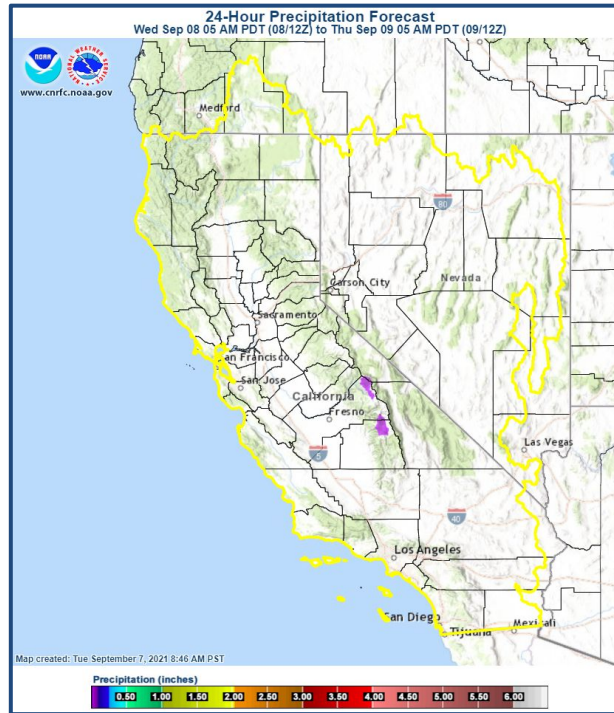 24-Hour Precipitation Forecast
Wed Sep 08 05 AM PDT (08/12Z) to Thu Sep 09 05 AM PDT (09/12Z)
NOAA
NATIONAL WEATHER SERVICE
www.cnrfc.noaa.gov
Medford
80
Nevada
Carson City
Sacramento
San Francisco
San Jose
California
Fresno
5
Las Vegas
40
Los Angeles
San Diego
Tijuana
Mexicali
Map created: Tue September 7, 2021 8:46 AM PST
Precipitation (inches)
0.50 1.00 1.50 2.00 2.50 3.00 3.50 4.00 4.50 5.00 5.50 6.00